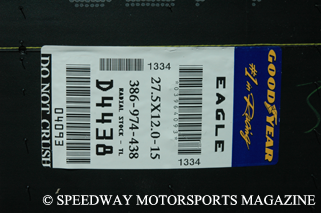 GOODYEAR
#1 in Racing
EAGLE
1334
1334
27.5X12.0-15
386-974-438
RADIAL STOCK - TL
D4438
04093
DO NOT CRUSH
© SPEEDWAY MOTORSPORTS MAGAZINE